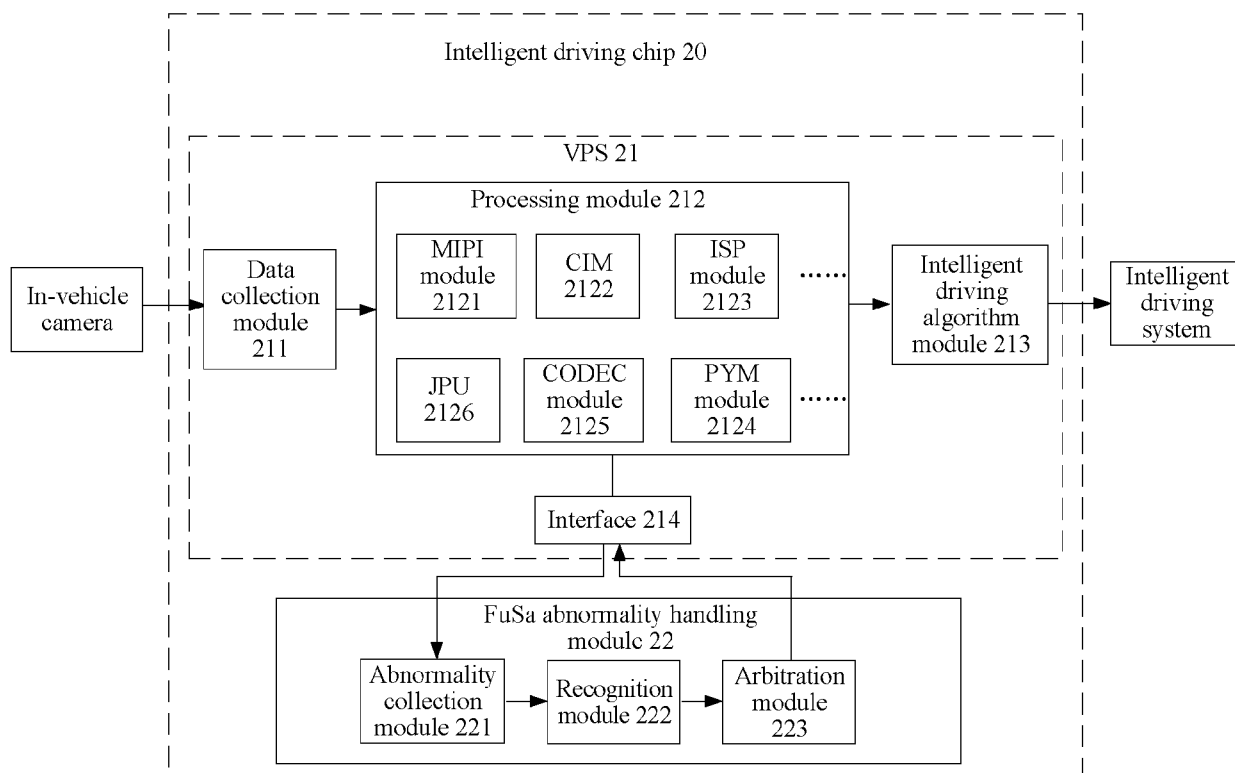 Intelligent driving chip 20
VPS 21
Processing module 212
MIPI
module
2121
CIM
2122
ISP
module
2123
......
JPU
2126
CODEC
module
2125
PYM
module
2124
......
In-vehicle
camera
Data
collection
module
211
Intelligent
driving
algorithm
module 213
Intelligent
driving
system
Interface 214
FuSa abnormality handling
module 22
Abnormality
collection
module 221
Recognition
module 222
Arbitration
module
223